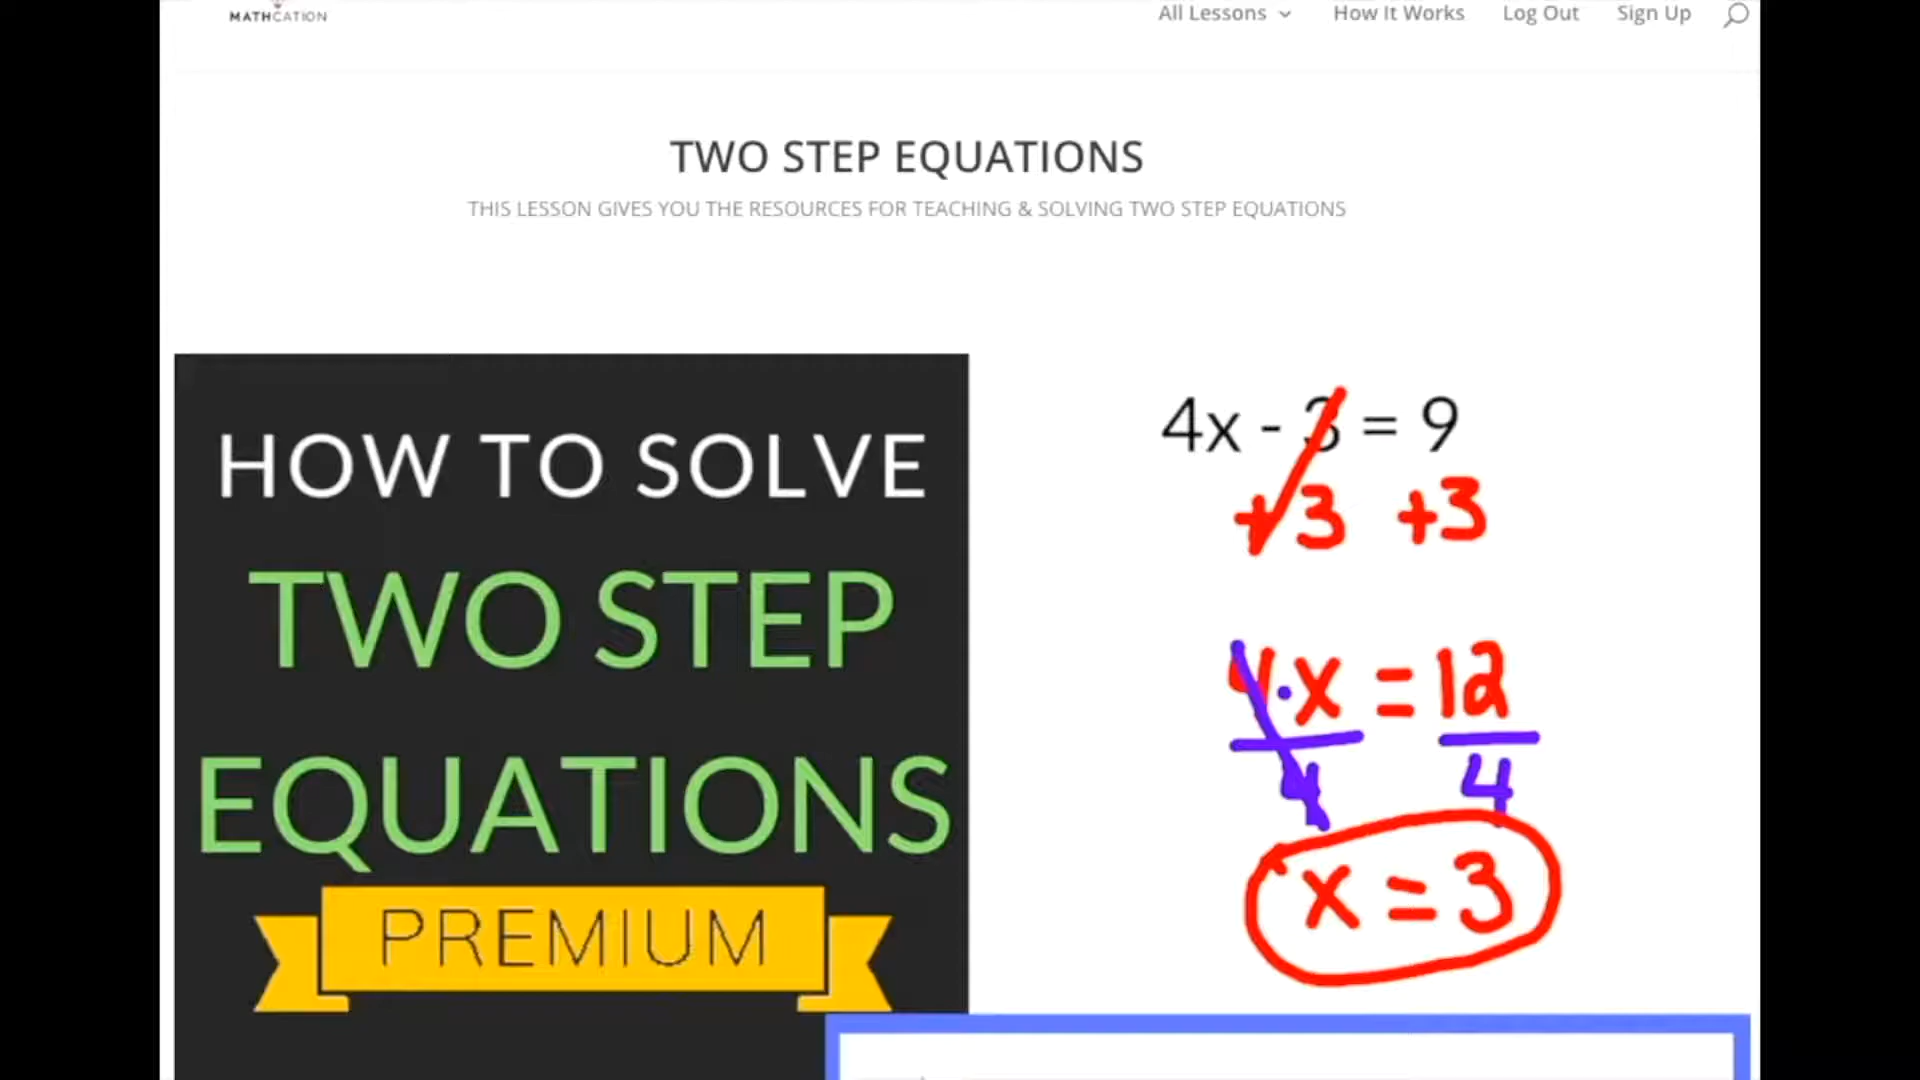 MATHCATION
All Lessons How It Works Log Out Sign Up
TWO STEP EQUATIONS
THIS LESSON GIVES YOU THE RESOURCES FOR TEACHING & SOLVING TWO STEP EQUATIONS
HOW TO SOLVE
TWO STEP
EQUATIONS
PREMIUM
4x - 3 = 9
+3 +3
4·x = 12
4 4
x = 3